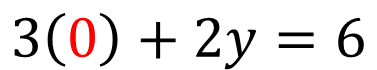 3(0) + 2y = 6